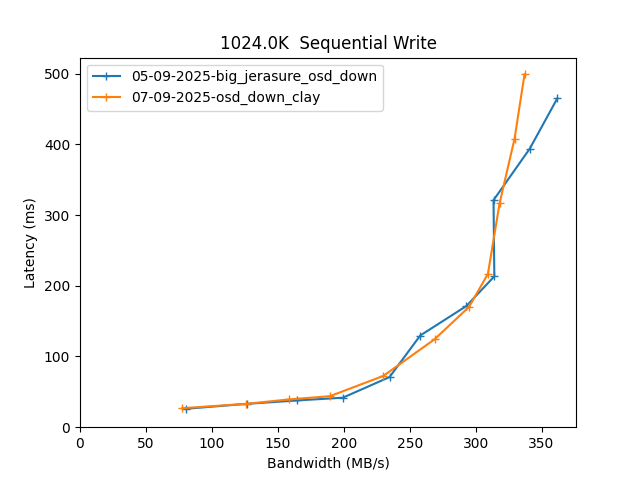 1024.0K  Sequential Write
05-09-2025-big_jerasure_osd_down
07-09-2025-osd_down_clay
500
400
300
200
100
0
Latency (ms)
0 50 100 150 200 250 300 350
Bandwidth (MB/s)